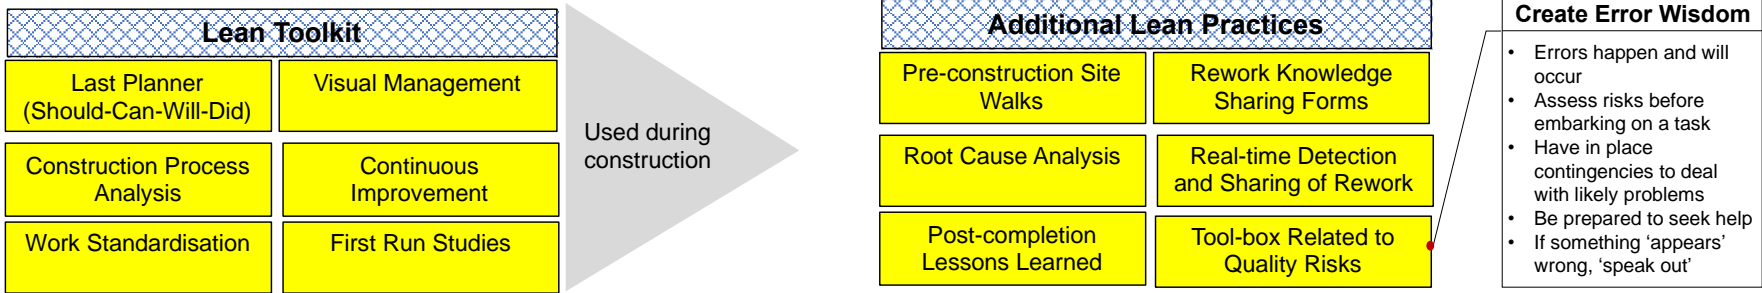 Lean Toolkit
Last Planner
(Should-Can-Will-Did)
Visual Management
Construction Process
Analysis
Continuous
Improvement
Work Standardisation
First Run Studies
Used during
construction
Additional Lean Practices
Pre-construction Site
Walks
Rework Knowledge
Sharing Forms
Root Cause Analysis
Real-time Detection
and Sharing of Rework
Post-completion
Lessons Learned
Tool-box Related to
Quality Risks
Create Error Wisdom
• Errors happen and will
occur
• Assess risks before
embarking on a task
• Have in place
contingencies to deal
with likely problems
• Be prepared to seek help
• If something ‘appears’
wrong, ‘speak out’